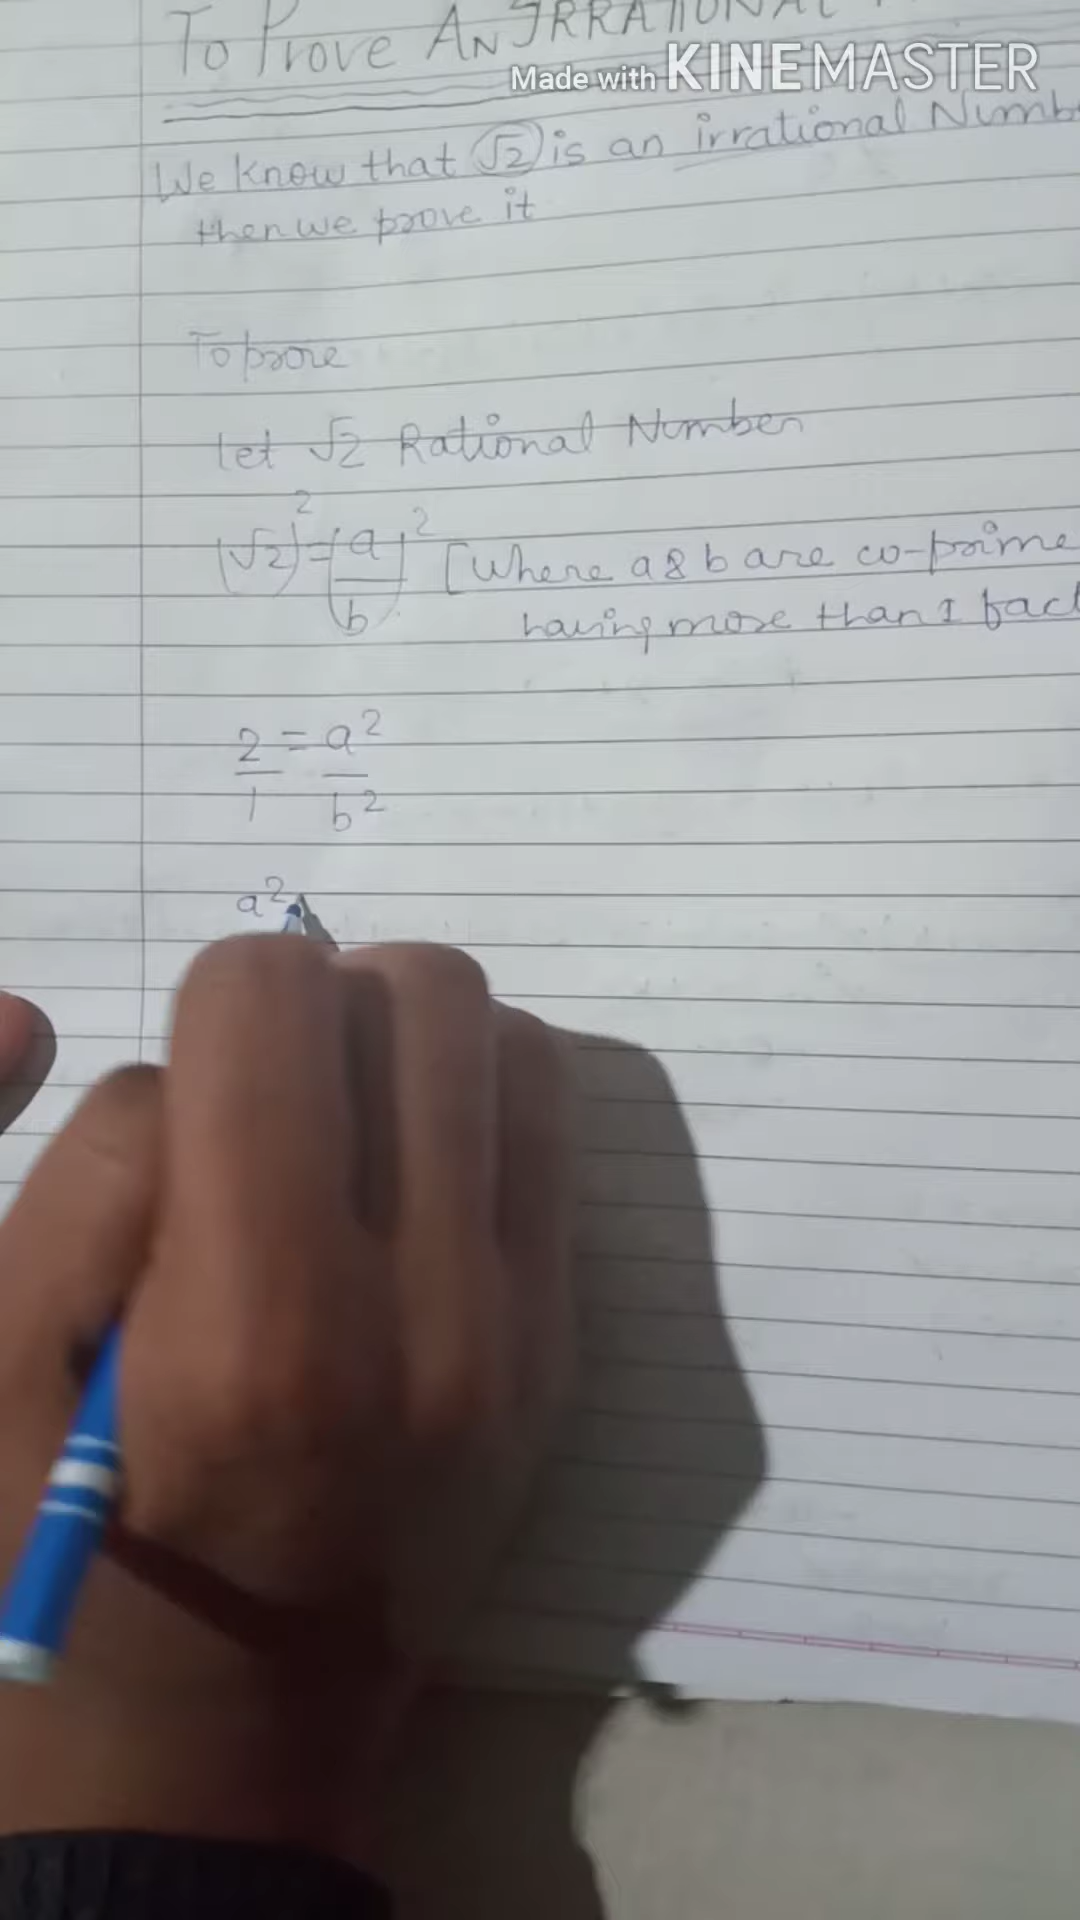 To Prove AN IRRATIONAL
Made with KINEMASTER
We know that √2 is an irrational Numb
then we prove it
To prove
Let √2 Rational Number
(√2)² = (a/b)² [Where a & b are co-prime
having more than 1 fact
2/1 = a²/b²
a²